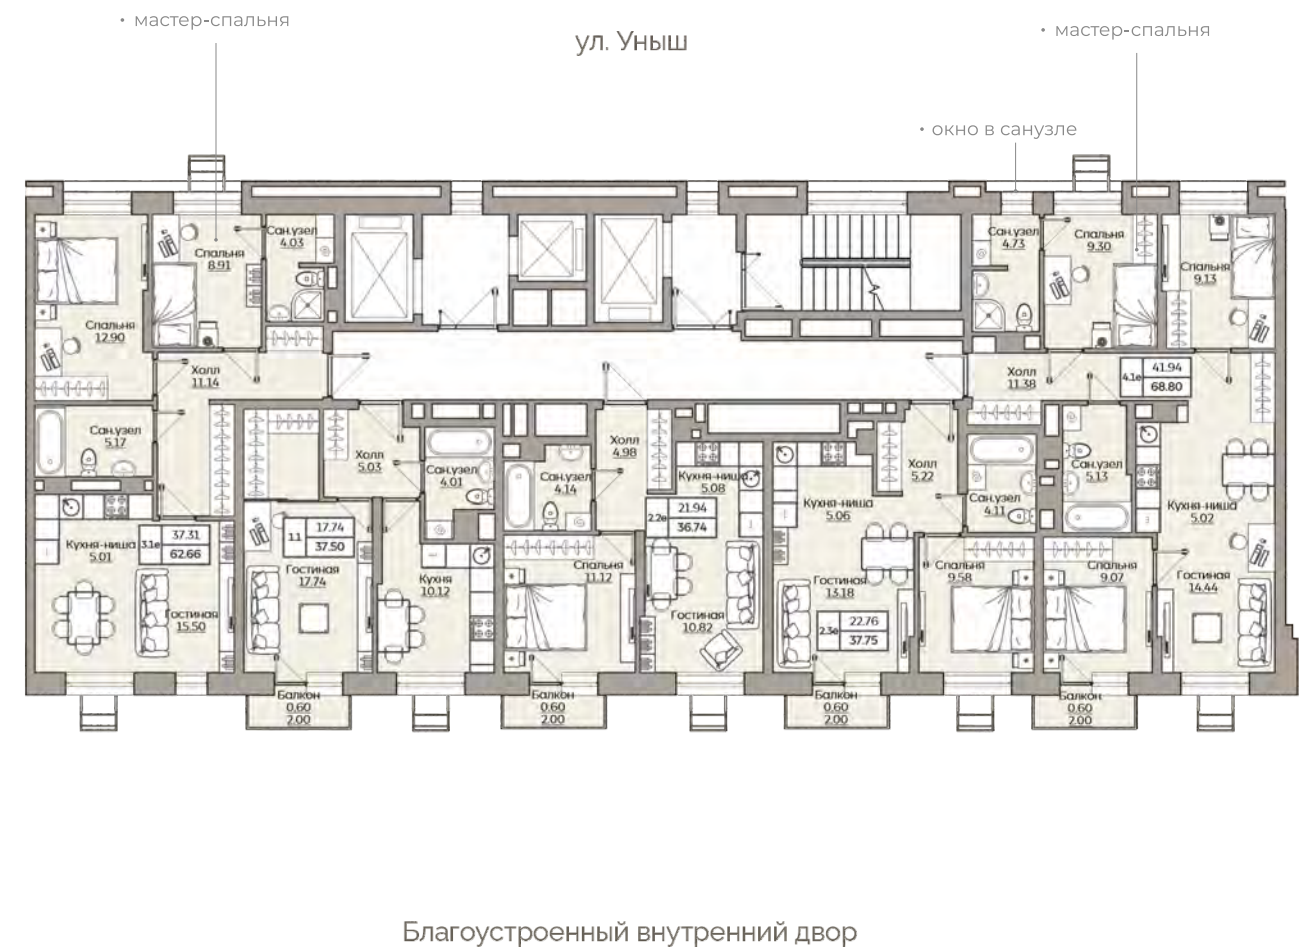 • мастер-спальня
ул. Уныш
• мастер-спальня
• окно в санузле
Сан.узел
4.03
Спальня
8.91
Спальня
12.90
Сан.узел
4.73
Спальня
9.30
Спальня
9.13
Холл
11.14
Холл
11.38
4.1е
41.94
68.80
Сан.узел
5.17
Холл
5.03
Сан.узел
4.01
Холл
4.98
Сан.узел
4.14
Кухня-ниша
5.08
Холл
5.22
Сан.узел
5.13
Кухня-ниша
5.06
Сан.узел
4.11
Кухня-ниша
5.02
2.2е
21.94
36.74
3.1е
37.31
62.66
1.1
17.74
37.50
Кухня-ниша
5.01
Гостиная
17.74
Кухня
10.12
Спальня
11.12
Гостиная
13.18
Спальня
9.58
Спальня
9.07
Гостиная
14.44
Гостиная
15.50
Гостиная
10.82
2.3е
22.76
37.75
Балкон
0.60
2.00
Балкон
0.60
2.00
Балкон
0.60
2.00
Балкон
0.60
2.00
Благоустроенный внутренний двор